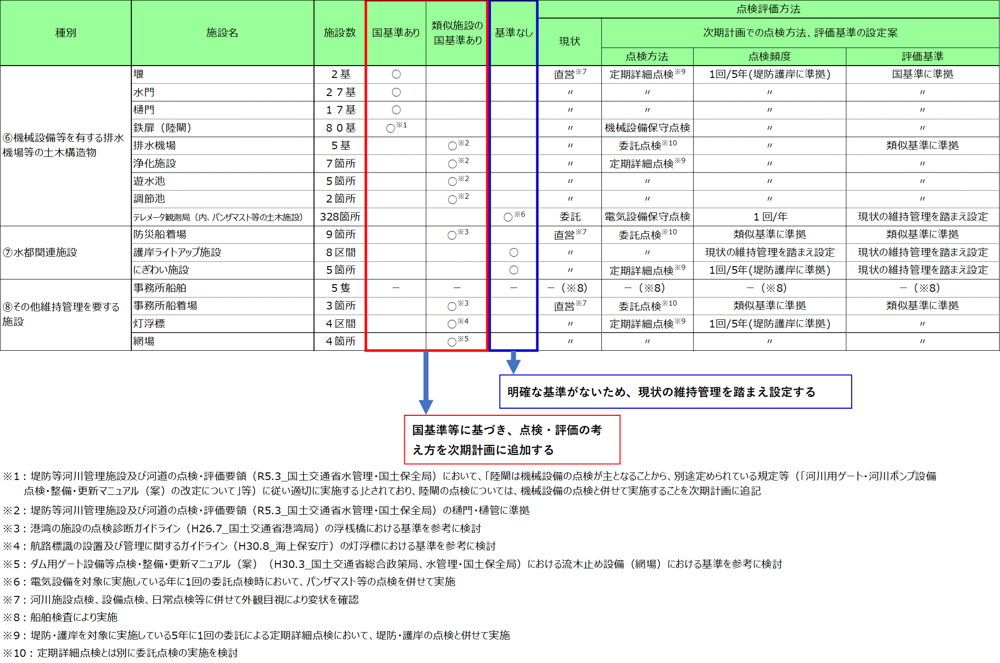 種別 施設名 施設数 国基準あり 類似施設の国基準あり 基準なし 点検評価方法
現状 次期計画での点検方法、評価基準の設定案
点検方法 点検頻度 評価基準
⑥機械設備等を有する排水
機場等の土木構造物
堰 2基 ○ 直営※7 定期詳細点検※9 1回/5年(堤防護岸に準拠) 国基準に準拠
水門 27基 ○ 〃 〃 〃 〃
樋門 17基 ○ 〃 〃 〃 〃
鉄扉（陸閘） 80基 ○※1 〃 機械設備保守点検 〃 〃
排水機場 5基 ○※2 〃 委託点検※10 〃 類似基準に準拠
浄化施設 7箇所 ○※2 〃 定期詳細点検※9 〃 〃
遊水池 5箇所 ○※2 〃 〃 〃 〃
調節池 2箇所 ○※2 〃 〃 〃 〃
テレメータ観測局（内、パンザマスト等の土木施設） 328箇所 ○※6 委託 電気設備保守点検 1回/年 現状の維持管理を踏まえ設定
⑦水都関連施設
防災船着場 9箇所 ○※3 直営※7 委託点検※10 類似基準に準拠 類似基準に準拠
護岸ライトアップ施設 8区間 ○ 〃 〃 現状の維持管理を踏まえ設定 現状の維持管理を踏まえ設定
にぎわい施設 5箇所 ○ 〃 定期詳細点検※9 1回/5年(堤防護岸に準拠) 現状の維持管理を踏まえ設定
⑧その他維持管理を要する
施設
事務所船舶 5隻 － － － －（※8） －（※8） －（※8） －（※8）
事務所船着場 3箇所 ○※3 直営※7 委託点検※10 類似基準に準拠 類似基準に準拠
灯浮標 4区間 ○※4 〃 定期詳細点検※9 1回/5年(堤防護岸に準拠) 〃
網場 4箇所 ○※5 〃 〃 〃 〃
明確な基準がないため、現状の維持管理を踏まえ設定する
国基準等に基づき、点検・評価の考
え方を次期計画に追加する
※1：堤防等河川管理施設及び河道の点検・評価要領（R5.3_国土交通省水管理・国土保全局）において、「陸閘は機械設備の点検が主となることから、別途定められている規定等（「河川用ゲート・河川ポンプ設備
点検・整備・更新マニュアル（案）の改定について」等）に従い適切に実施する」とされており、陸閘の点検については、機械設備の点検と併せて実施することを次期計画に追記
※2：堤防等河川管理施設及び河道の点検・評価要領（R5.3_国土交通省水管理・国土保全局）の樋門・樋管に準拠
※3：港湾の施設の点検診断ガイドライン（H26.7_国土交通省港湾局）の浮桟橋における基準を参考に検討
※4：航路標識の設置及び管理に関するガイドライン（H30.8_海上保安庁）の灯浮標における基準を参考に検討
※5：ダム用ゲート設備等点検・整備・更新マニュアル（案）（H30.3_国土交通省総合政策局、水管理・国土保全局）における流木止め設備（網場）における基準を参考に検討
※6：電気設備を対象に実施している年に1回の委託点検時において、パンザマスト等の点検を併せて実施
※7：河川施設点検、設備点検、日常点検等に併せて外観目視により変状を確認
※8：船舶検査により実施
※9：堤防・護岸を対象に実施している5年に1回の委託による定期詳細点検において、堤防・護岸の点検と併せて実施
※10：定期詳細点検とは別に委託点検の実施を検討